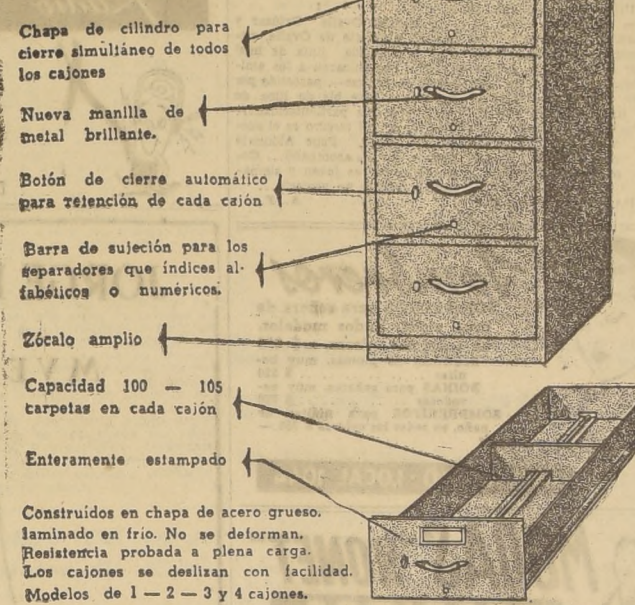 Chapa de cilindro para
cierre simultáneo de todos
los cajones
Nueva manilla de
metal brillante.
Botón de cierre automático
para retención de cada cajón
Barra de sujeción para los
separadores que índices al-
fabéticos o numéricos.
Zócalo amplio
Capacidad 100 — 105
carpetas en cada cajón
Enteramente estampado
Construídos en chapa de acero grueso.
laminado en frío. No se deforman.
Resistencia probada a plena carga.
Los cajones se deslizan con facilidad.
Modelos de 1 — 2 — 3 y 4 cajones.